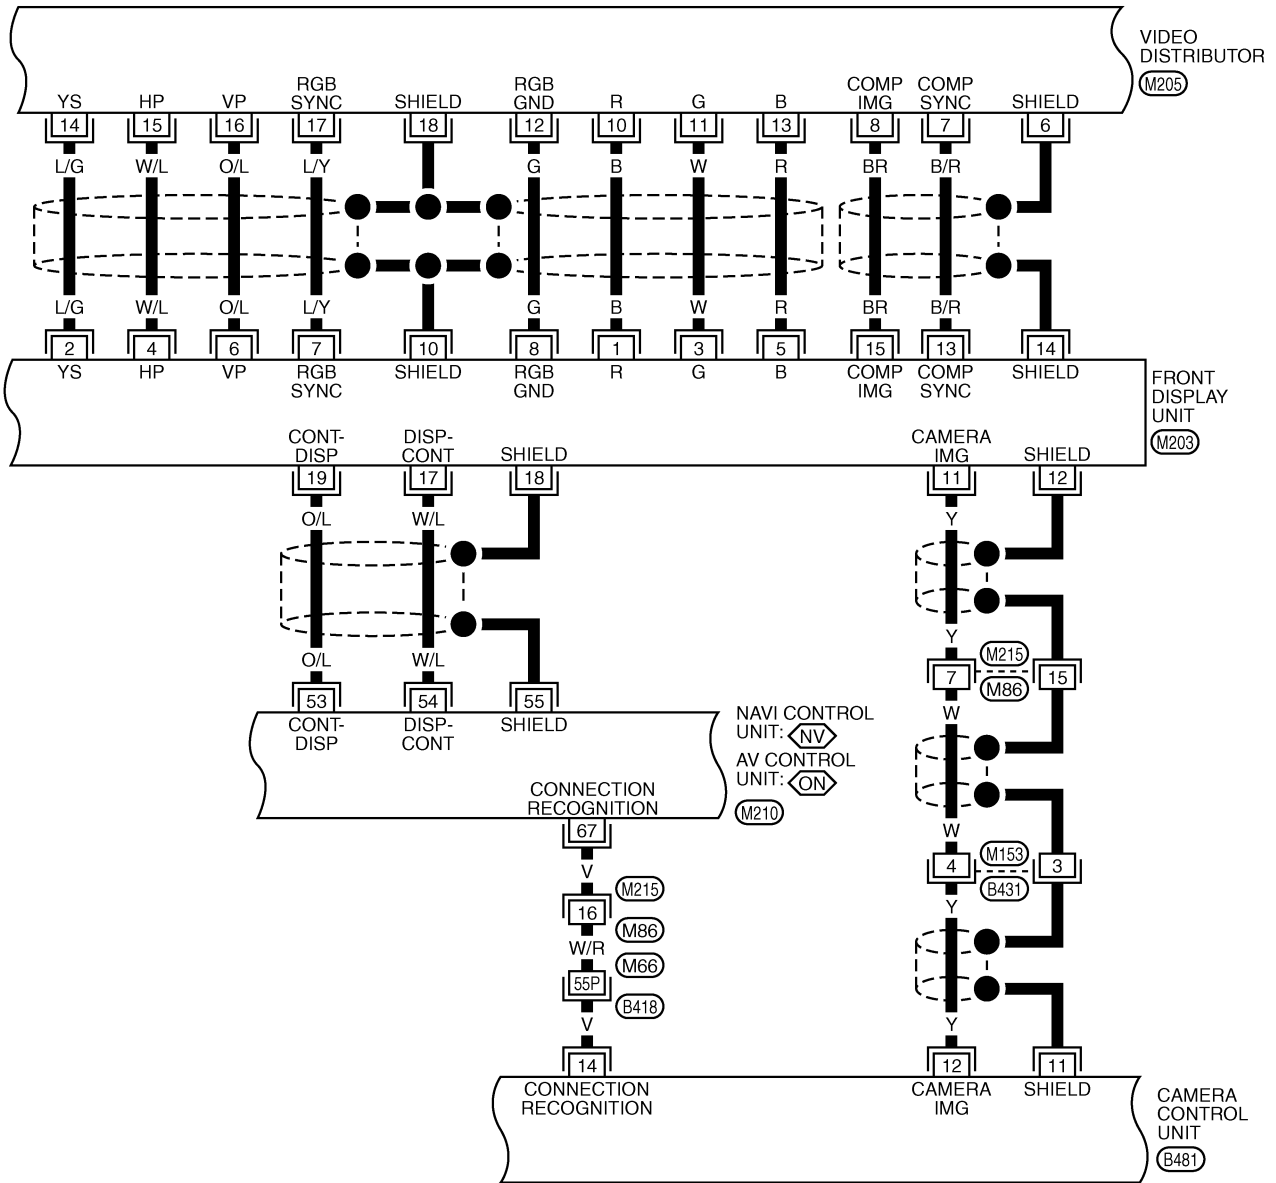 VIDEO
DISTRIBUTOR
M205
YS HP VP RGB SYNC SHIELD RGB GND R G B COMP IMG COMP SYNC SHIELD
14 15 16 17 18 12 10 11 13 8 7 6
L/G W/L O/L L/Y G B W R BR B/R
L/G W/L O/L L/Y G B W R BR B/R
2 4 6 7 10 8 1 3 5 15 13 14
YS HP VP RGB SYNC SHIELD RGB GND R G B COMP IMG COMP SYNC SHIELD
FRONT
DISPLAY
UNIT
M203
CONT-
DISP
DISP-
CONT
SHIELD
CAMERA
IMG
SHIELD
19 17 18 11 12
O/L W/L Y
O/L W/L Y
M215
7 15
M86
53 54 55
W
CONT-
DISP
DISP-
CONT
SHIELD
NAVI CONTROL
UNIT: NV
AV CONTROL
UNIT: ON
M210
CONNECTION
RECOGNITION
67
W
V
M153
4 3
B431
M215
16
M86
Y
W/R
M66
55P
B418
V
Y
14 12 11
CONNECTION
RECOGNITION
CAMERA
IMG
SHIELD
CAMERA
CONTROL
UNIT
B481